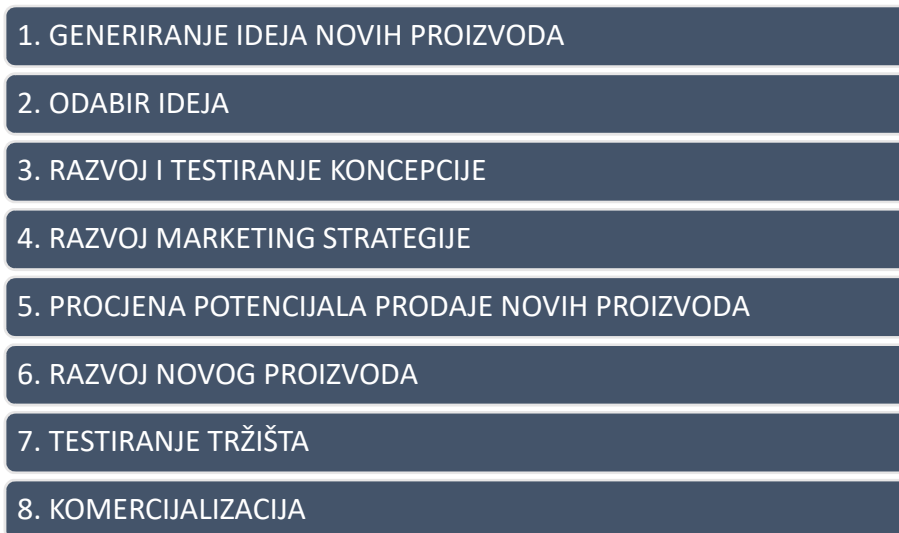 1. GENERIRANJE IDEJA NOVIH PROIZVODA
2. ODABIR IDEJA
3. RAZVOJ I TESTIRANJE KONCEPCIJE
4. RAZVOJ MARKETING STRATEGIJE
5. PROCJENA POTENCIJALA PRODAJE NOVIH PROIZVODA
6. RAZVOJ NOVOG PROIZVODA
7. TESTIRANJE TRŽIŠTA
8. KOMERCIJALIZACIJA